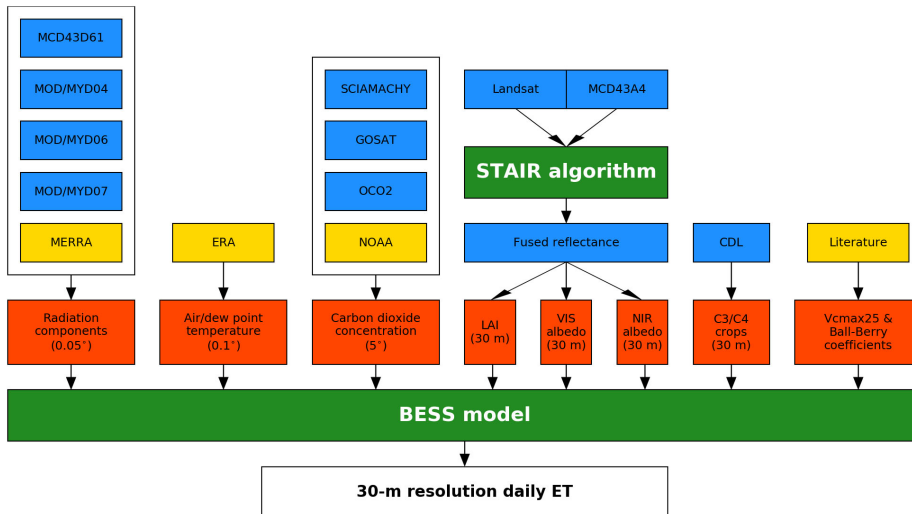 MCD43D61
MOD/MYD04
MOD/MYD06
MOD/MYD07
MERRA
ERA
SCIAMACHY
GOSAT
OCO2
NOAA
Landsat
MCD43A4
STAIR algorithm
Fused reflectance
CDL
Literature
Radiation
components
(0.05°)
Air/dew point
temperature
(0.1°)
Carbon dioxide
concentration
(5°)
LAI
(30 m)
VIS
albedo
(30 m)
NIR
albedo
(30 m)
C3/C4
crops
(30 m)
Vcmax25 &
Ball-Berry
coefficients
BESS model
30-m resolution daily ET